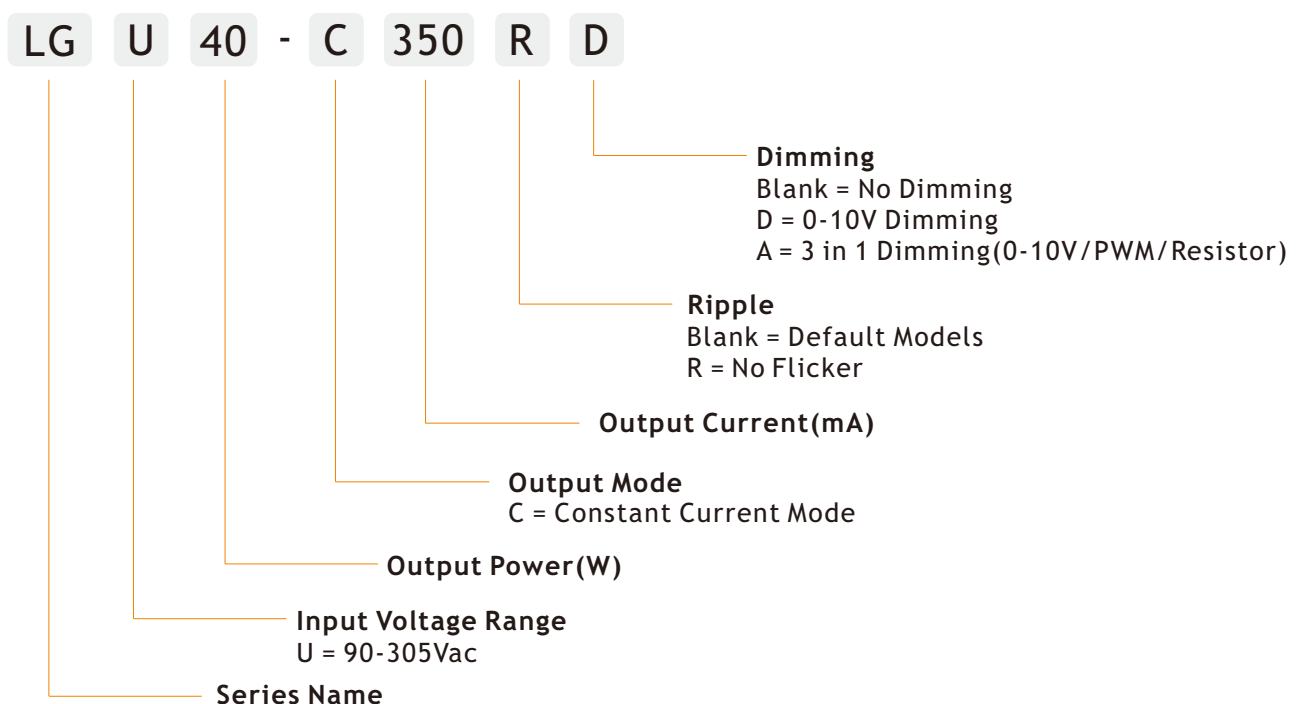 LG U 40 - C 350 R D
Dimming
Blank = No Dimming
D = 0-10V Dimming
A = 3 in 1 Dimming(0-10V/PWM/Resistor)
Ripple
Blank = Default Models
R = No Flicker
Output Current(mA)
Output Mode
C = Constant Current Mode
Output Power(W)
Input Voltage Range
U = 90-305Vac
Series Name